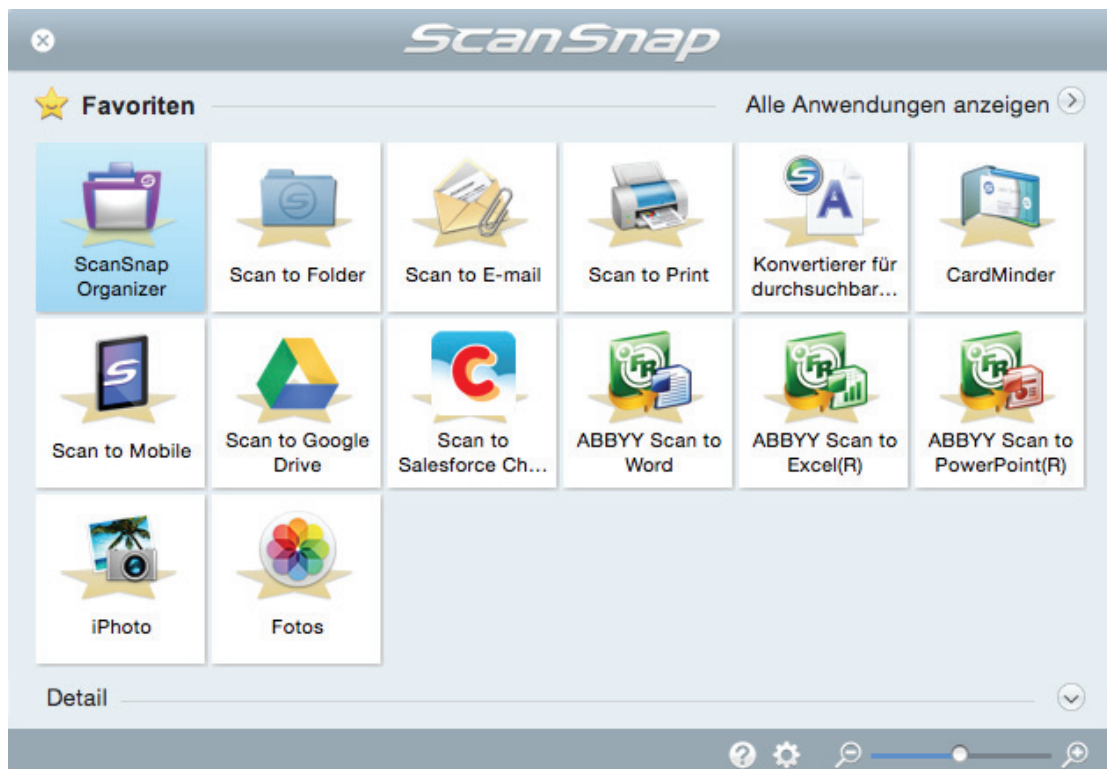 ScanSnap
Favoriten
Alle Anwendungen anzeigen
ScanSnap
Organizer
Scan to Folder
Scan to E-mail
Scan to Print
Konvertierer für
durchsuchbar...
CardMinder
Scan to Mobile
Scan to Google
Drive
Scan to
Salesforce Ch...
ABBYY Scan to
Word
ABBYY Scan to
Excel(R)
ABBYY Scan to
PowerPoint(R)
iPhoto
Fotos
Detail